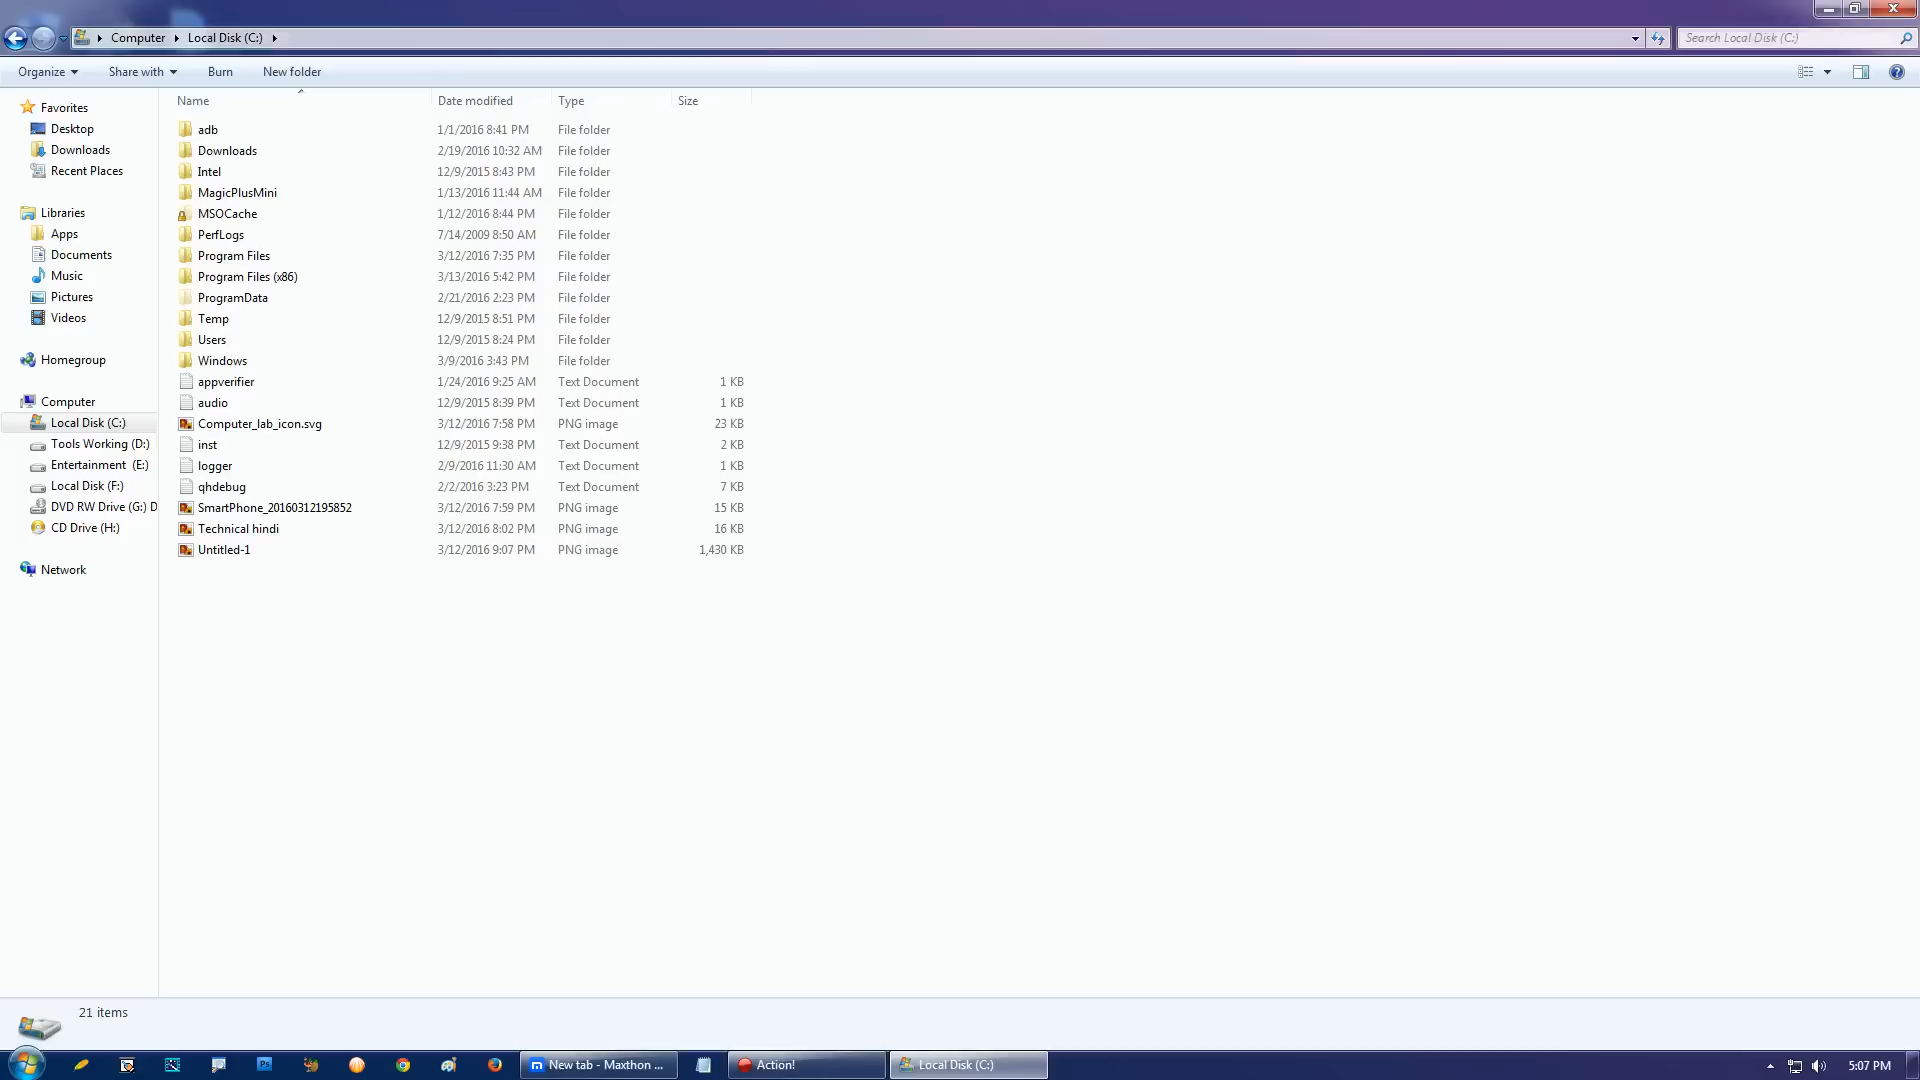 Computer Local Disk (C:) Search Local Disk (C:)
Organize Share with Burn New folder
Name Date modified Type Size
Favorites
Desktop
Downloads
Recent Places
Libraries
Apps
Documents
Music
Pictures
Videos
Homegroup
Computer
Local Disk (C:)
Tools Working (D:)
Entertainment (E:)
Local Disk (F:)
DVD RW Drive (G:) D
CD Drive (H:)
Network
adb 1/1/2016 8:41 PM File folder
Downloads 2/19/2016 10:32 AM File folder
Intel 12/9/2015 8:43 PM File folder
MagicPlusMini 1/13/2016 11:44 AM File folder
MSOCache 1/12/2016 8:44 PM File folder
PerfLogs 7/14/2009 8:50 AM File folder
Program Files 3/12/2016 7:35 PM File folder
Program Files (x86) 3/13/2016 5:42 PM File folder
ProgramData 2/21/2016 2:23 PM File folder
Temp 12/9/2015 8:51 PM File folder
Users 12/9/2015 8:24 PM File folder
Windows 3/9/2016 3:43 PM File folder
appverifier 1/24/2016 9:25 AM Text Document 1 KB
audio 12/9/2015 8:39 PM Text Document 1 KB
Computer_lab_icon.svg 3/12/2016 7:58 PM PNG image 23 KB
inst 12/9/2015 9:38 PM Text Document 2 KB
logger 2/9/2016 11:30 AM Text Document 1 KB
qhdebug 2/2/2016 3:23 PM Text Document 7 KB
SmartPhone_20160312195852 3/12/2016 7:59 PM PNG image 15 KB
Technical hindi 3/12/2016 8:02 PM PNG image 16 KB
Untitled-1 3/12/2016 9:07 PM PNG image 1,430 KB
21 items
Ps
m New tab - Maxthon ... Action! Local Disk (C:) 5:07 PM